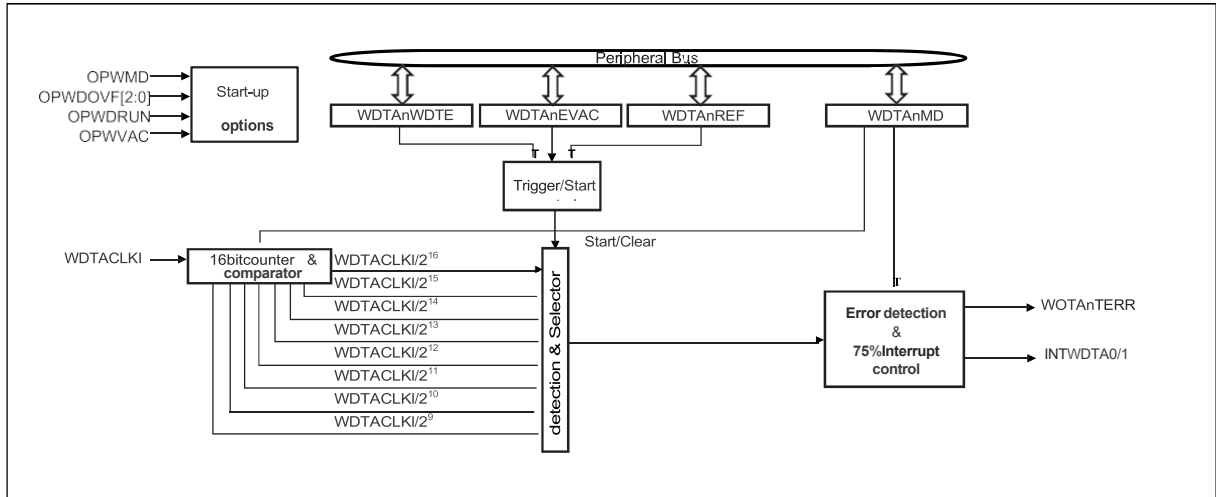 Peripheral Bus
OPWMD
OPWDOVF[2:0]
OPWDRUN
OPWVAC
Start-up
options
WDTAnWDTE
WDTAnEVAC
WDTAnREF
WDTAnMD
T
T
Trigger/Start
Start/Clear
WDTACLKI
16bitcounter &
comparator
WDTACLKI/2¹⁶
WDTACLKI/2¹⁵
WDTACLKI/2¹⁴
WDTACLKI/2¹³
WDTACLKI/2¹²
WDTACLKI/2¹¹
WDTACLKI/2¹⁰
WDTACLKI/2⁹
detection & Selector
T
Error detection
&
75%Interrupt
control
WOTAnTERR
INTWDTA0/1